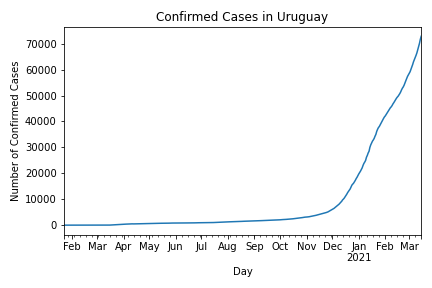 Confirmed Cases in Uruguay
Number of Confirmed Cases
70000
60000
50000
40000
30000
20000
10000
0
Feb Mar Apr May Jun Jul Aug Sep Oct Nov Dec Jan Feb Mar
2021
Day